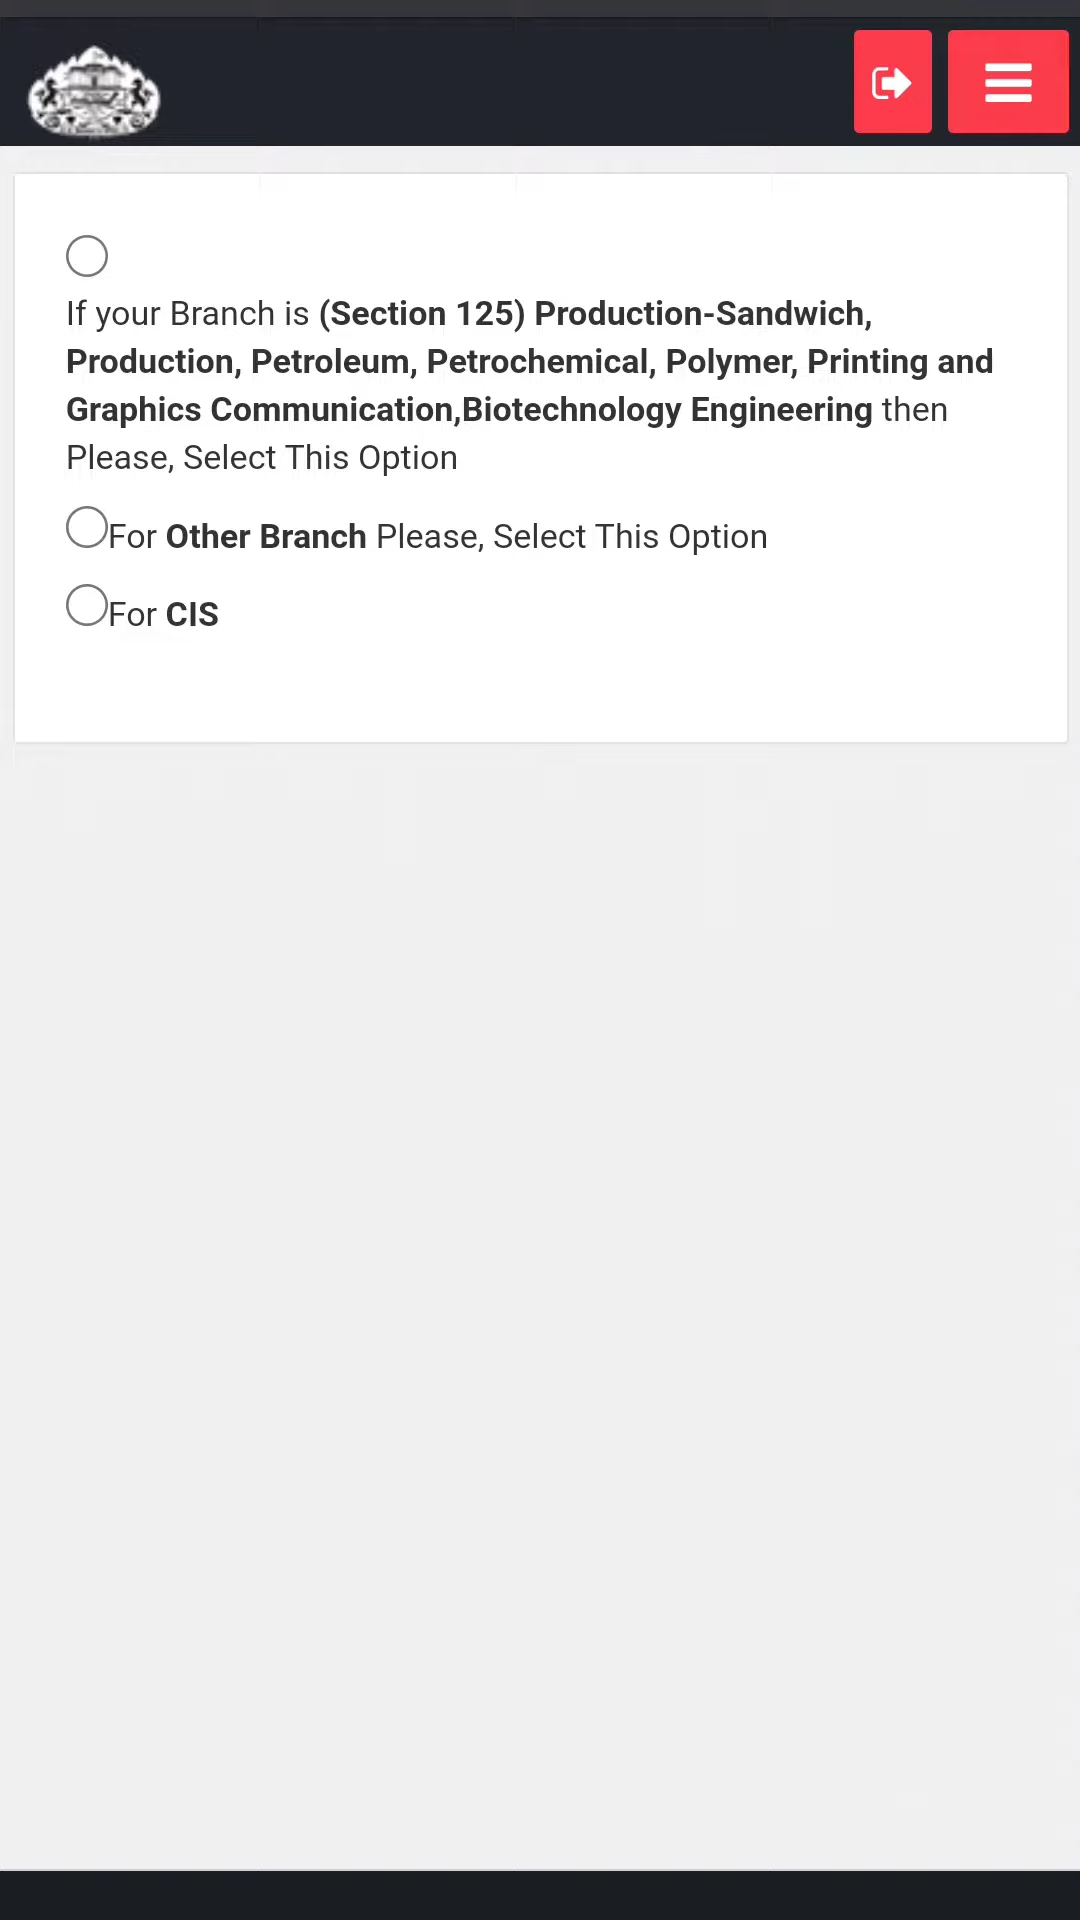 If your Branch is (Section 125) Production-Sandwich,
Production, Petroleum, Petrochemical, Polymer, Printing and
Graphics Communication,Biotechnology Engineering then
Please, Select This Option
For Other Branch Please, Select This Option
For CIS